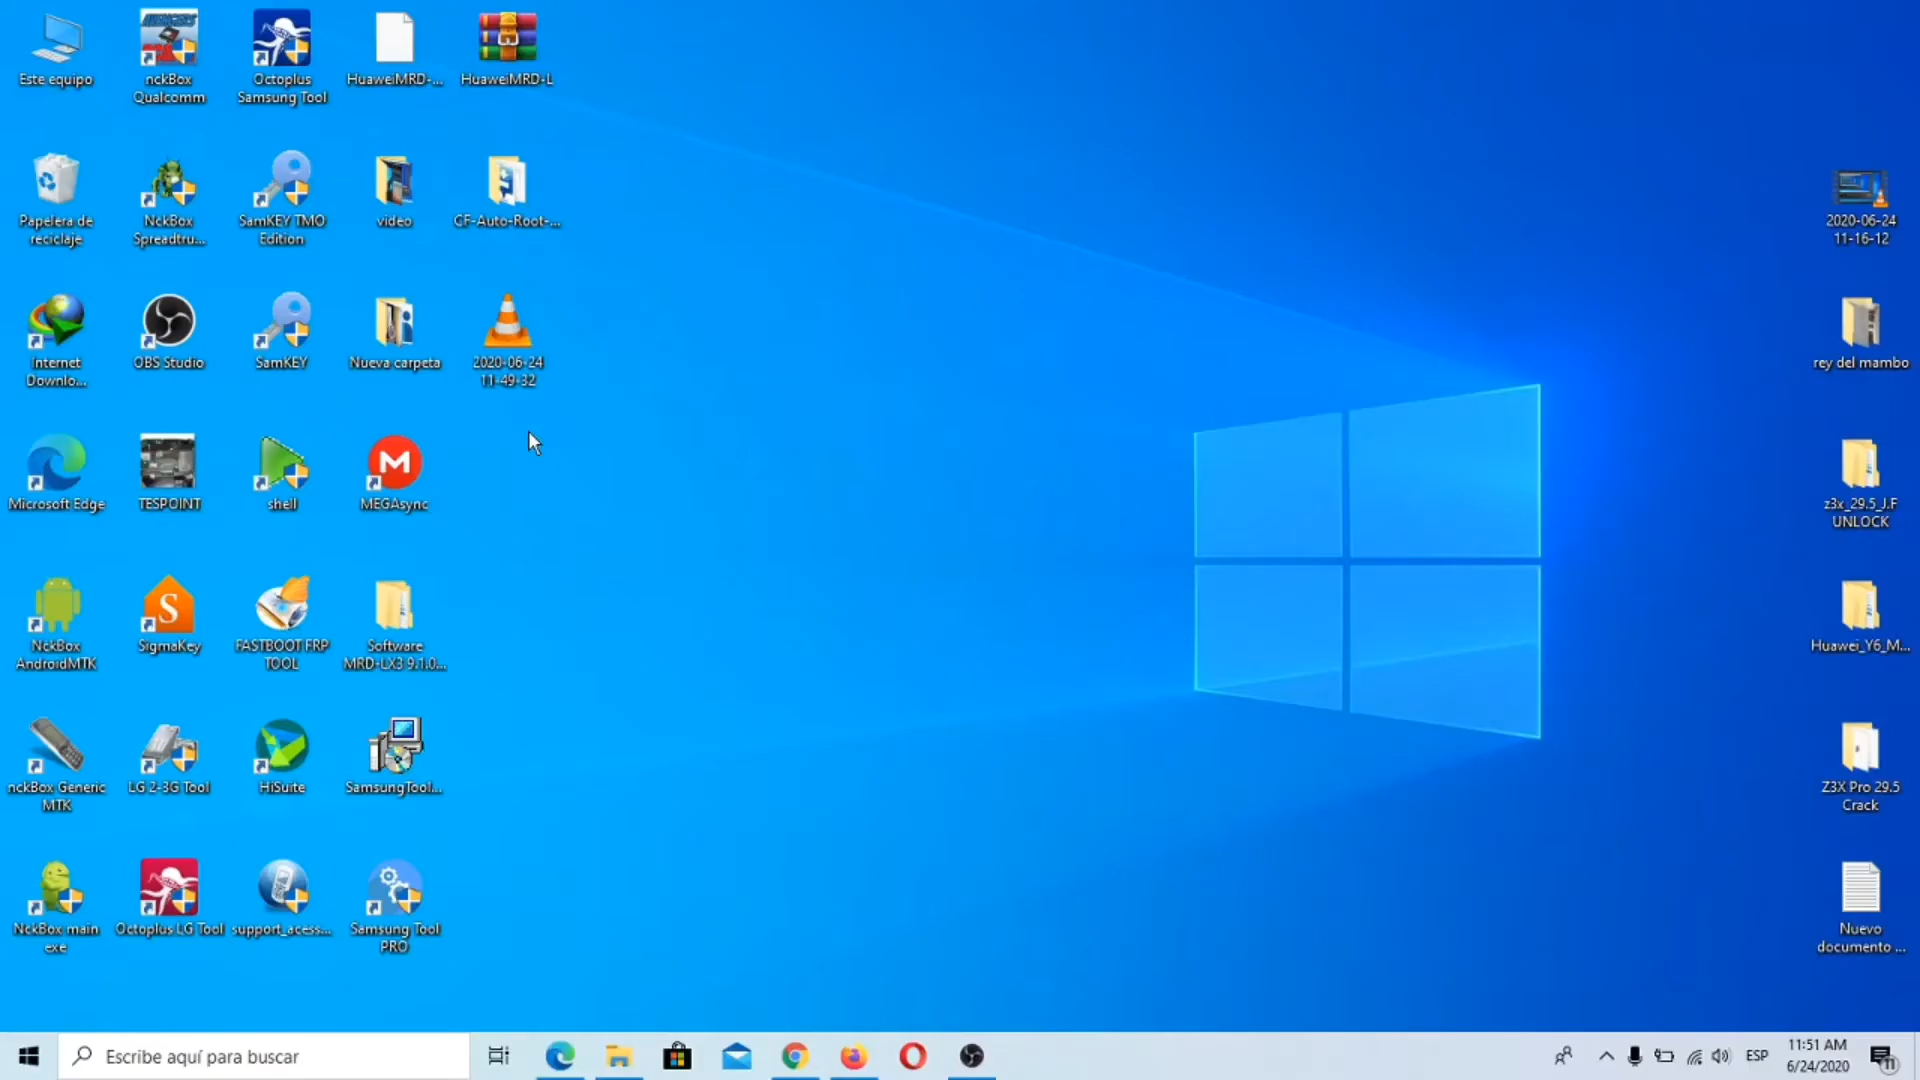 Este equipo
nckBox
Qualcomm
Octoplus
Samsung Tool
HuaweiMRD-...
HuaweiMRD-L
Papelera de
reciclaje
NckBox
Spreadtru...
SamKEY TMO
Edition
video
CF-Auto-Root-...
2020-06-24
11-16-12
Internet
Downlo...
OBS Studio
SamKEY
Nueva carpeta
2020-06-24
11-49-32
rey del mambo
Microsoft Edge
TESPOINT
shell
M
MEGAsync
z3x_29.5_J.F
UNLOCK
NckBox
AndroidMTK
S
SigmaKey
FASTBOOT FRP
TOOL
Software
MRD-LX3 9.1.0...
Huawei_Y6_M...
nckBox Generic
MTK
LG 2-3G Tool
HiSuite
SamsungTool...
Z3X Pro 29.5
Crack
NckBox main
exe
Octoplus LG Tool
support_acess...
Samsung Tool
PRO
Nuevo
documento ...
Escribe aquí para buscar
ESP
11:51 AM
6/24/2020
11